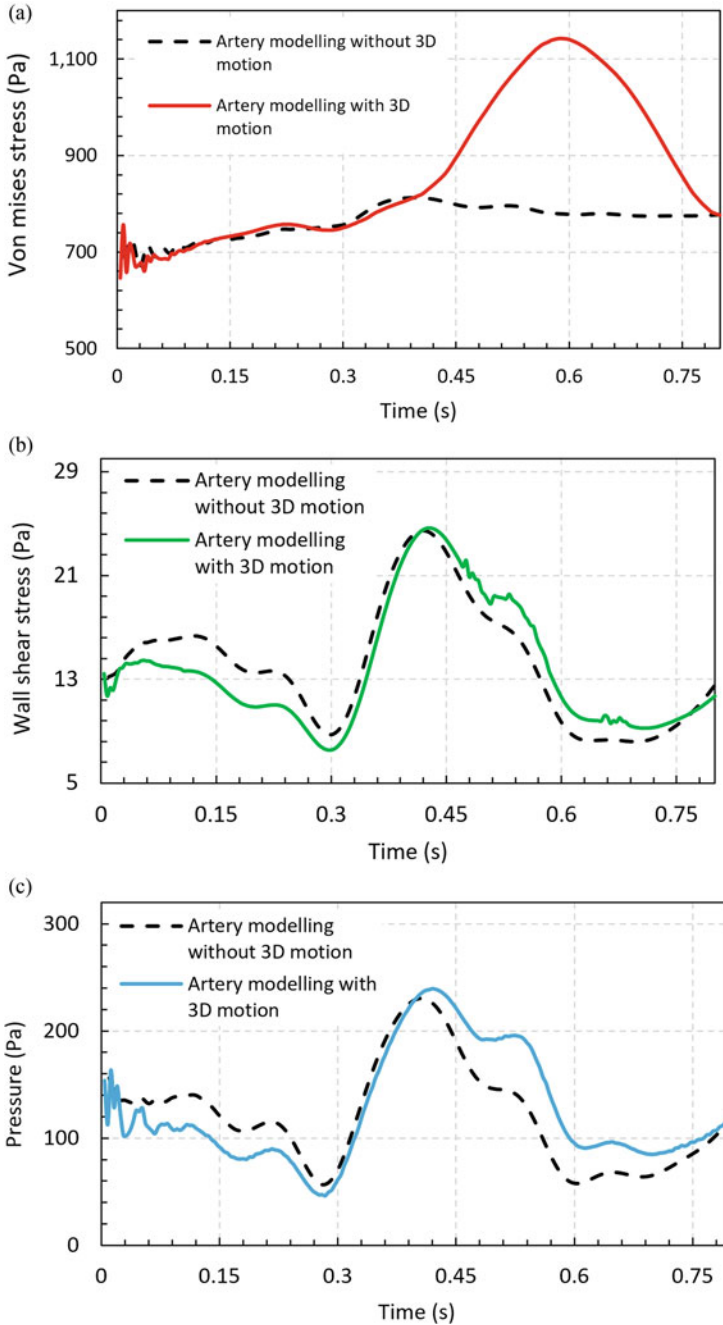 (a)
Von mises stress (Pa)
1,100
900
700
500
Artery modelling without 3D
motion
Artery modelling with 3D
motion
0 0.15 0.3 0.45 0.6 0.75
Time (s)
(b)
Wall shear stress (Pa)
29
21
13
5
Artery modelling
without 3D motion
Artery modelling
with 3D motion
0 0.15 0.3 0.45 0.6 0.75
Time (s)
(c)
Pressure (Pa)
300
200
100
0
Artery modelling
without 3D motion
Artery modelling with
3D motion
0 0.15 0.3 0.45 0.6 0.75
Time (s)